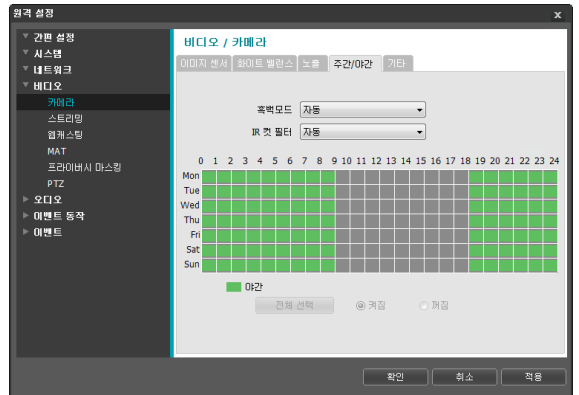 원격 설정 x
간편 설정
시스템
네트워크
비디오
카메라
스트리밍
웹캐스팅
MAT
프라이버시 마스킹
PTZ
오디오
이벤트 동작
이벤트
비디오 / 카메라
이미지 센서 화이트 밸런스 노출 주간/야간 기타
흑백모드 자동
IR 컷 필터 자동
0 1 2 3 4 5 6 7 8 9 10 11 12 13 14 15 16 17 18 19 20 21 22 23 24
Mon
Tue
Wed
Thu
Fri
Sat
Sun
야간
전체 선택 켜짐 꺼짐
확인 취소 적용